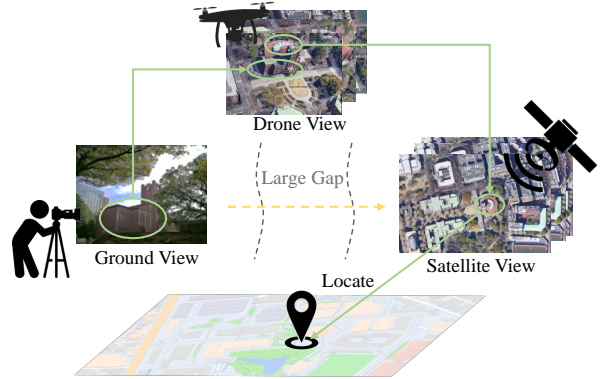 Drone View
Large Gap
Ground View
Satellite View
Locate